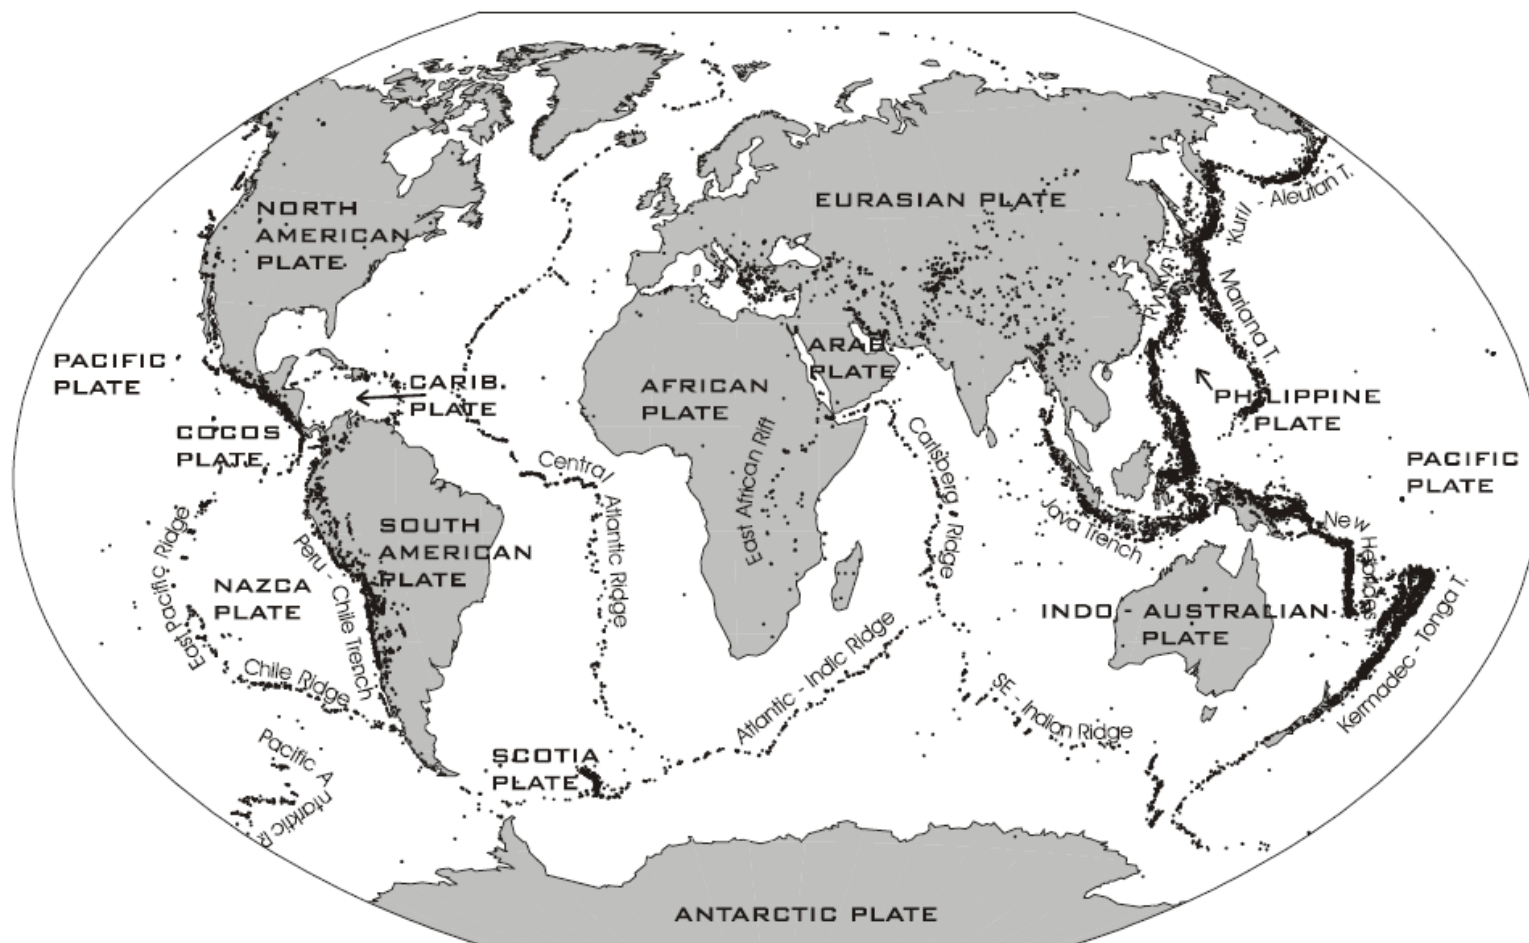 EURASIAN PLATE
NORTH
AMERICAN
PLATE
Kuril - Aleutan T.
Mariana T.
PACIFIC
PLATE
ARAB.
PLATE
AFRICAN
PLATE
CARIB.
PLATE
PHILIPPINE
PLATE
COCOS
PLATE
East African Rift
Carlsberg - Ridge
Central Atlantic Ridge
PACIFIC
PLATE
Java Trench
New Hebrides T.
SOUTH
AMERICAN
PLATE
Peru - Chile Trench
East Pacific Ridge
NAZCA
PLATE
INDO - AUSTRALIAN
PLATE
Kermadec - Tonga T.
Chile Ridge
Atlantic - Indic Ridge
SE - Indian Ridge
Pacific Antarktic R
SCOTIA
PLATE
ANTARCTIC PLATE